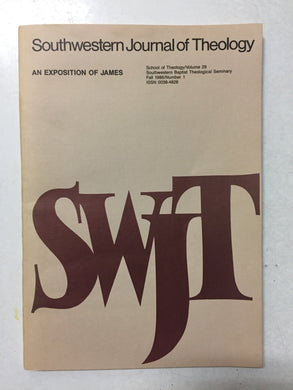 Southwestern Journal of Theology
AN EXPOSITION OF JAMES
School of Theology/Volume 29
Southwestern Baptist Theological Seminary
Fall 1986/Number 1
ISSN 0038-4828
SWJT